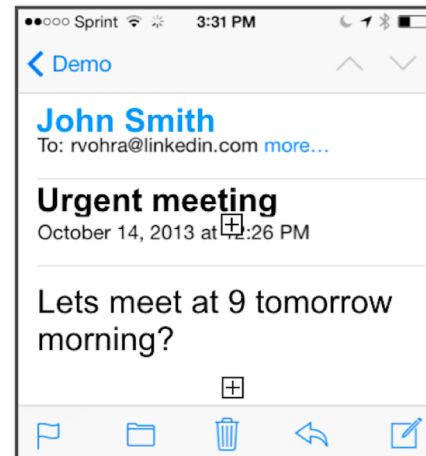 Sprint 3:31 PM
Demo
John Smith
To: rvohra@linkedin.com more...
Urgent meeting
October 14, 2013 at 12:26 PM
Lets meet at 9 tomorrow
morning?